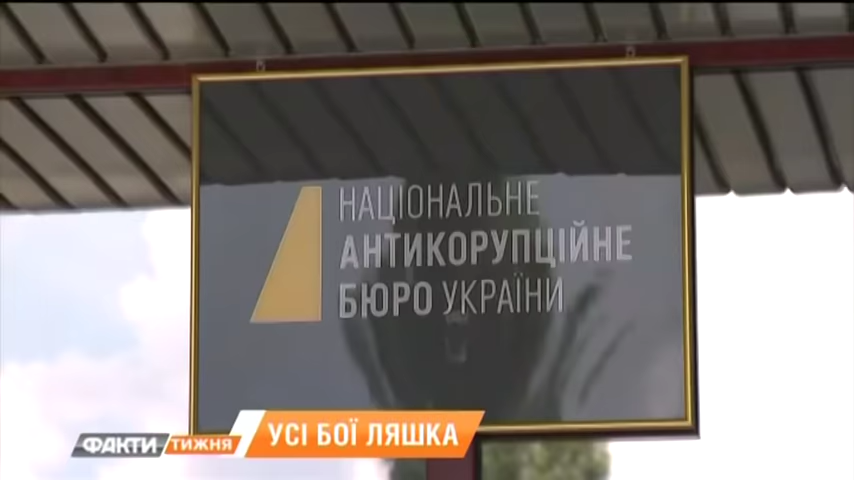 НАЦІОНАЛЬНЕ
АНТИКОРУПЦІЙНЕ
БЮРО УКРАЇНИ
ФАКТИ ТИЖНЯ УСІ БОЇ ЛЯШКА